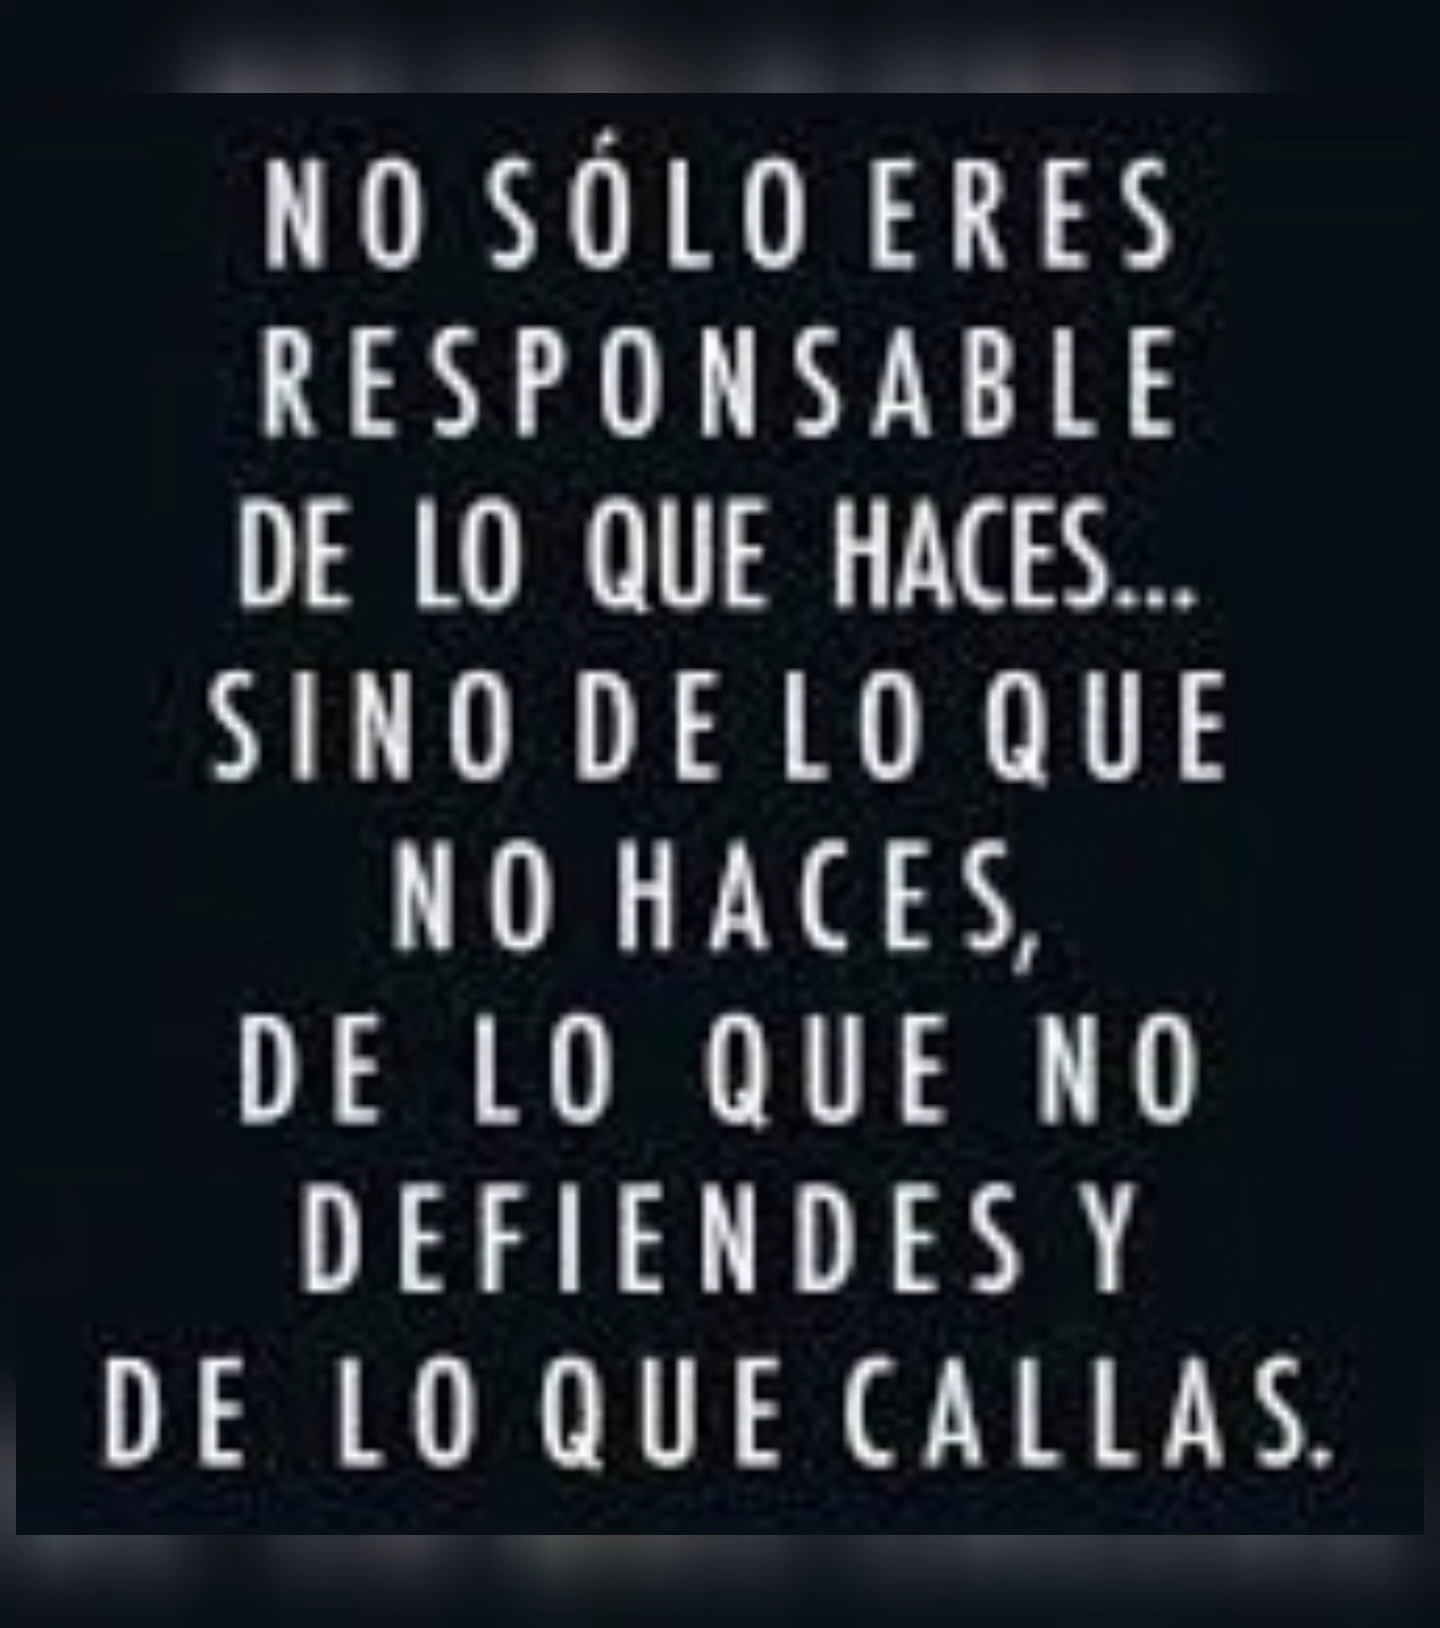 NO SÓLO ERES
RESPONSABLE
DE LO QUE HACES...
SINO DE LO QUE
NO HACES,
DE LO QUE NO
DEFIENDES Y
DE LO QUE CALLAS.